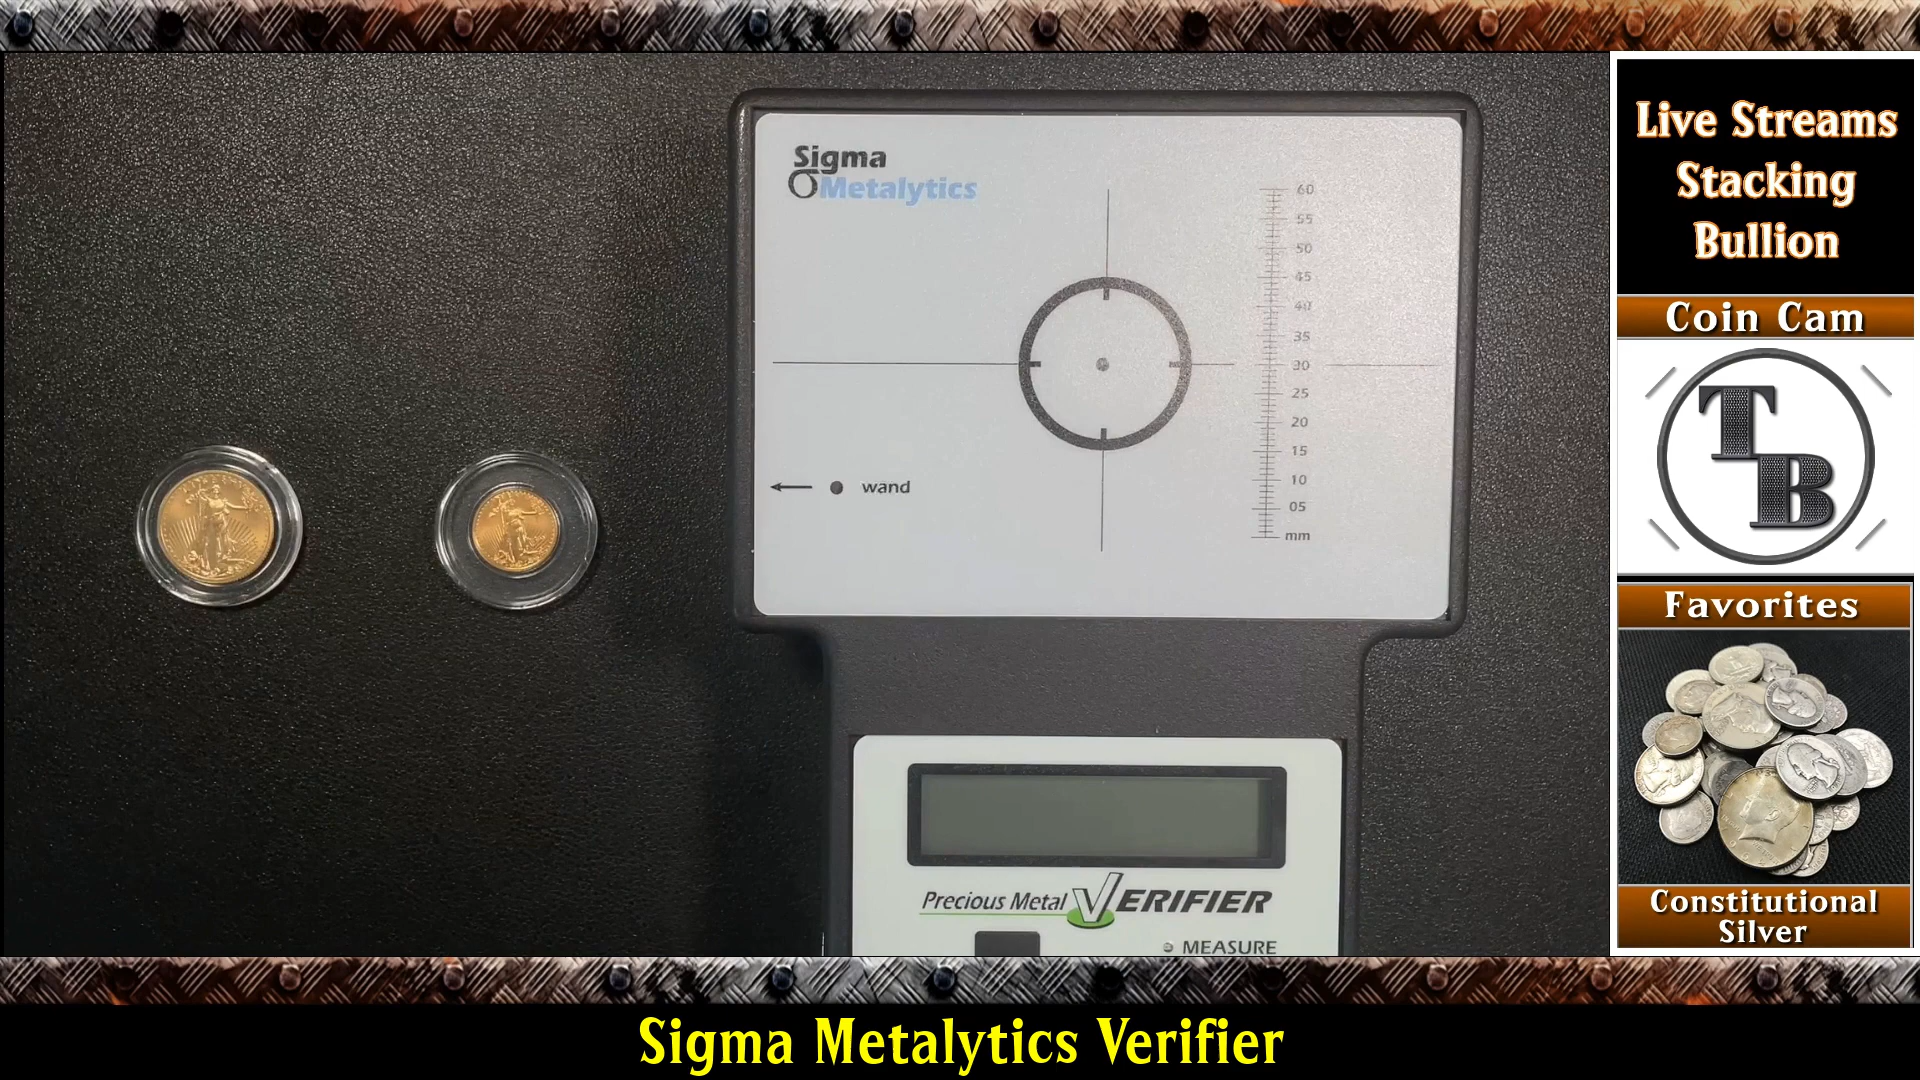 Sigma
Metalytics
60
55
50
45
40
35
30
25
20
15
10
05
mm
wand
Precious Metal VERIFIER
MEASURE
Live Streams
Stacking
Bullion
Coin Cam
TB
Favorites
Constitutional
Silver
Sigma Metalytics Verifier